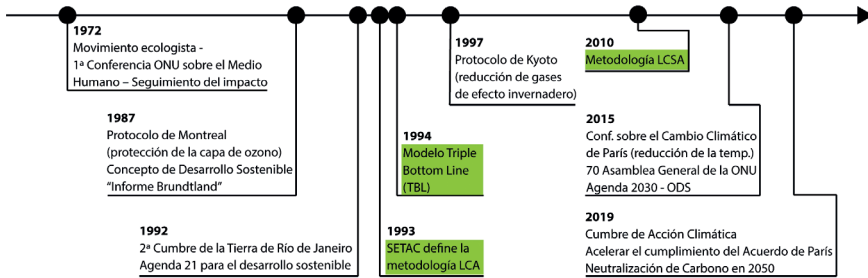 1972
Movimiento ecologista -
1ª Conferencia ONU sobre el Medio
Humano – Seguimiento del impacto
1987
Protocolo de Montreal
(protección de la capa de ozono)
Concepto de Desarrollo Sostenible
“Informe Brundtland”
1992
2ª Cumbre de la Tierra de Río de Janeiro
Agenda 21 para el desarrollo sostenible
1993
SETAC define la
metodología LCA
1994
Modelo Triple
Bottom Line
(TBL)
1997
Protocolo de Kyoto
(reducción de gases
de efecto invernadero)
2010
Metodología LCSA
2015
Conf. sobre el Cambio Climático
de París (reducción de la temp.)
70 Asamblea General de la ONU
Agenda 2030 - ODS
2019
Cumbre de Acción Climática
Acelerar el cumplimiento del Acuerdo de París
Neutralización de Carbono en 2050